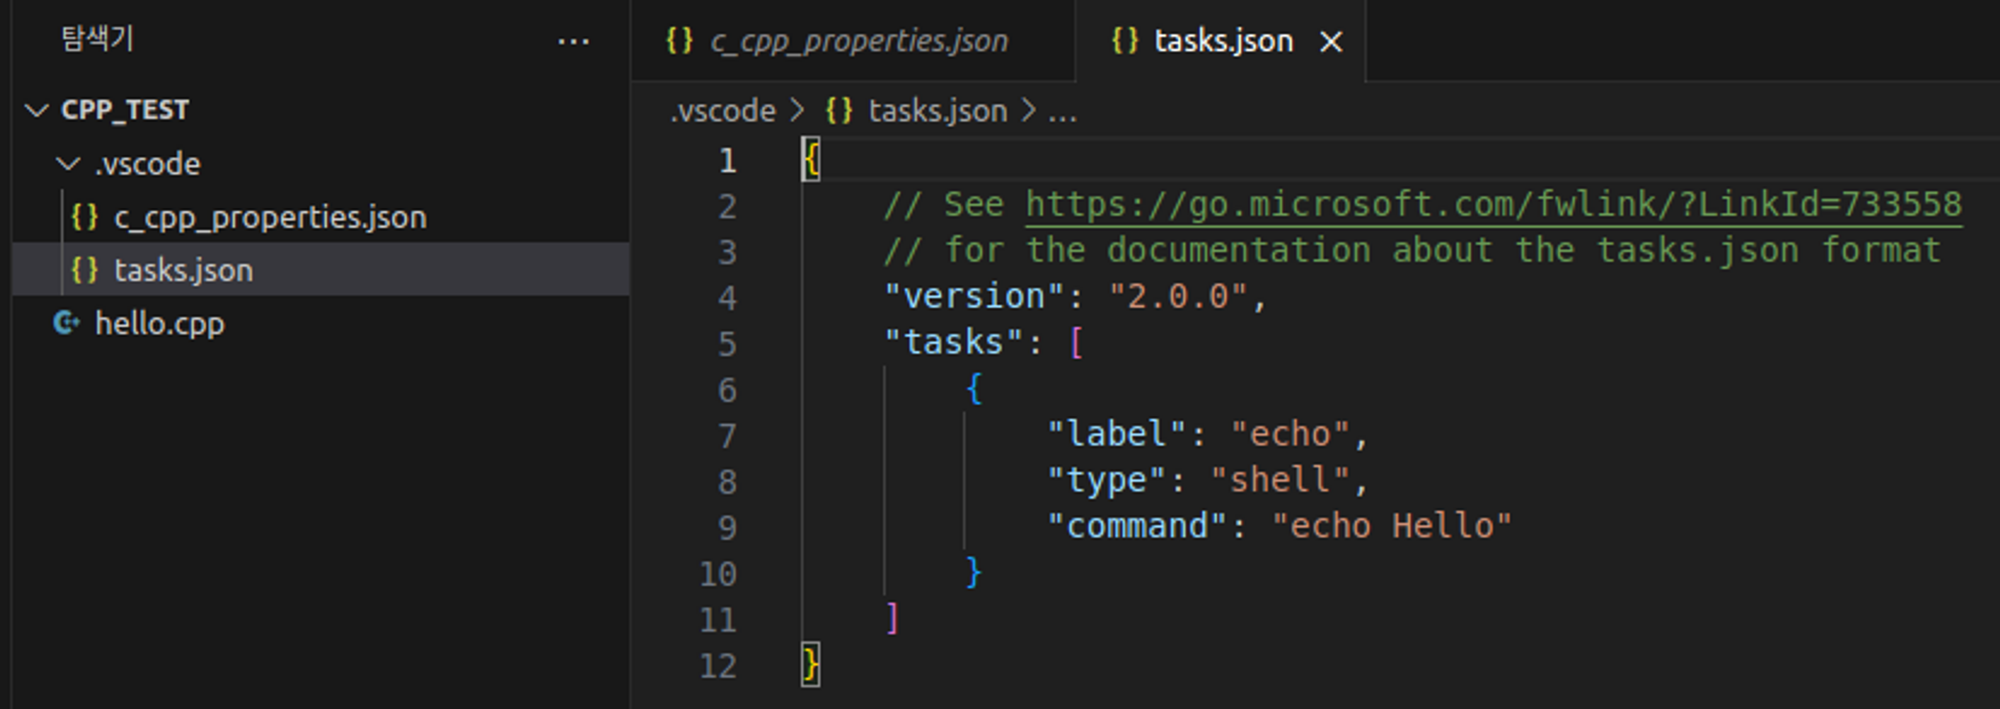 탐색기 ...
CPP_TEST
.vscode
{} c_cpp_properties.json
{} tasks.json
hello.cpp
{} c_cpp_properties.json {} tasks.json ×
.vscode > {} tasks.json > ...
1 {
2 // See https://go.microsoft.com/fwlink/?LinkId=733558
3 // for the documentation about the tasks.json format
4 "version": "2.0.0",
5 "tasks": [
6 {
7 "label": "echo",
8 "type": "shell",
9 "command": "echo Hello"
10 }
11 ]
12 }